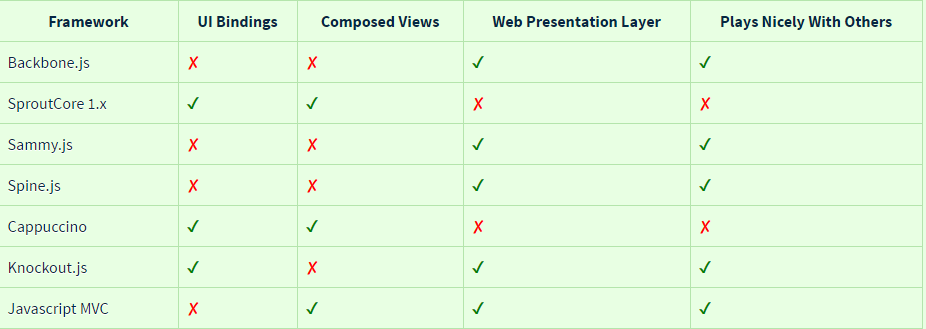 Framework UI Bindings Composed Views Web Presentation Layer Plays Nicely With Others
Backbone.js ✗ ✗ ✓ ✓
SproutCore 1.x ✓ ✓ ✗ ✗
Sammy.js ✗ ✗ ✓ ✓
Spine.js ✗ ✗ ✓ ✓
Cappuccino ✓ ✓ ✗ ✗
Knockout.js ✓ ✗ ✓ ✓
Javascript MVC ✗ ✓ ✓ ✓